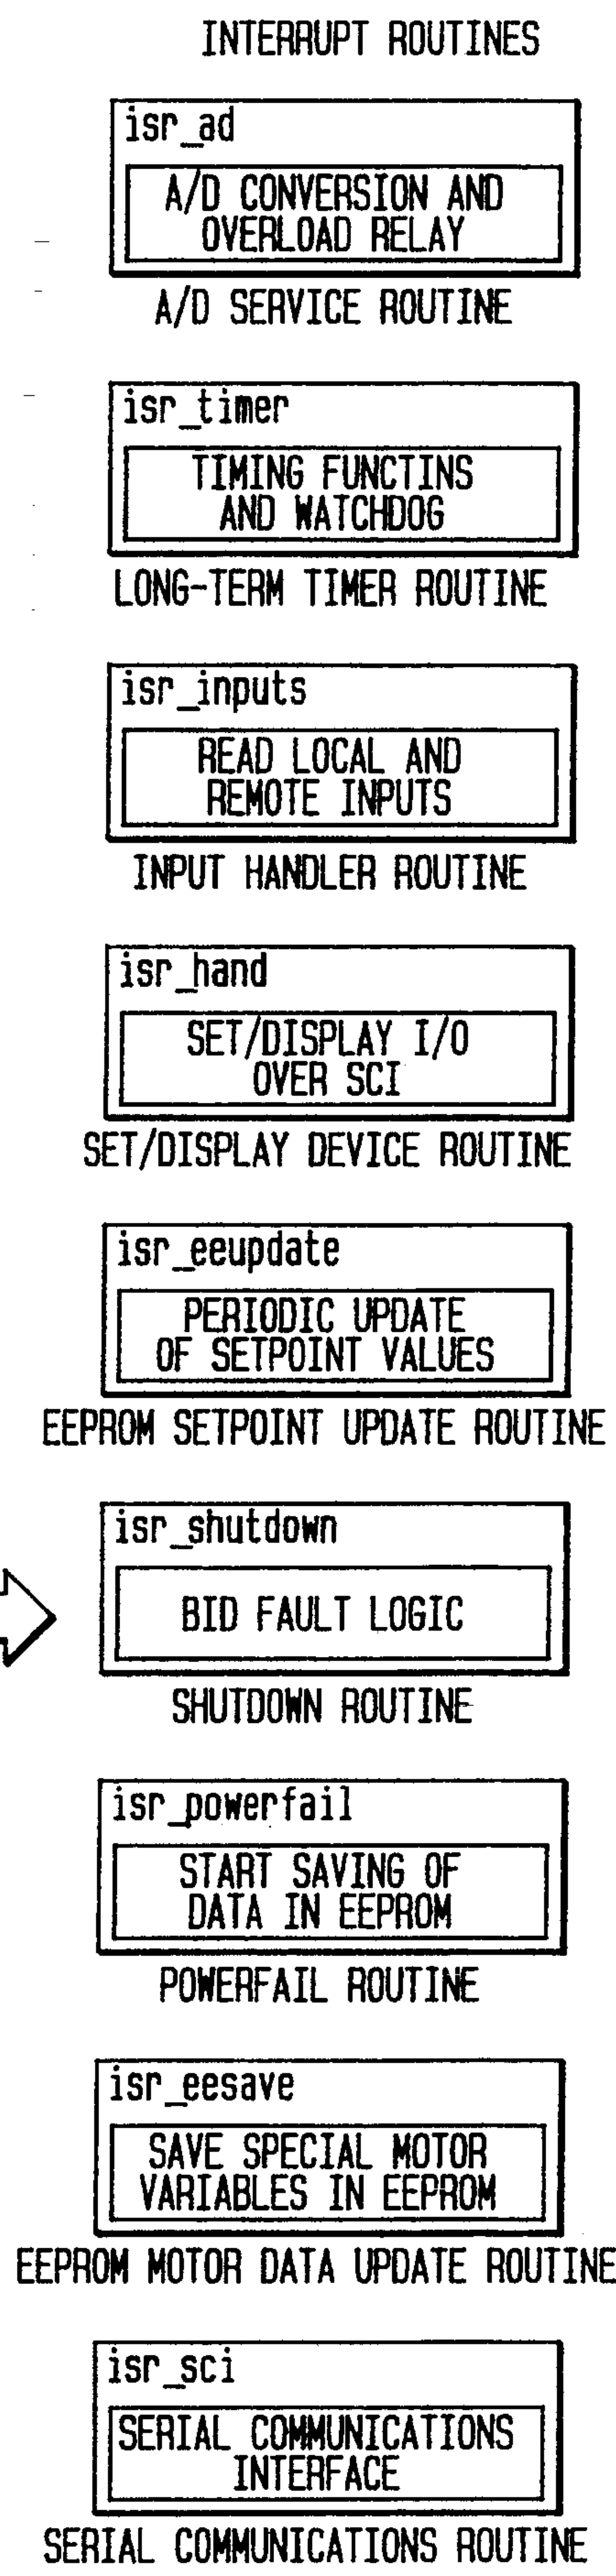 INTERRUPT ROUTINES
isr_ad
A/D CONVERSION AND
OVERLOAD RELAY
A/D SERVICE ROUTINE
isr_timer
TIMING FUNCTINS
AND WATCHDOG
LONG-TERM TIMER ROUTINE
isr_inputs
READ LOCAL AND
REMOTE INPUTS
INPUT HANDLER ROUTINE
isr_hand
SET/DISPLAY I/O
OVER SCI
SET/DISPLAY DEVICE ROUTINE
isr_eeupdate
PERIODIC UPDATE
OF SETPOINT VALUES
EEPROM SETPOINT UPDATE ROUTINE
isr_shutdown
BID FAULT LOGIC
SHUTDOWN ROUTINE
isr_powerfail
START SAVING OF
DATA IN EEPROM
POWERFAIL ROUTINE
isr_eesave
SAVE SPECIAL MOTOR
VARIABLES IN EEPROM
EEPROM MOTOR DATA UPDATE ROUTINE
isr_sci
SERIAL COMMUNICATIONS
INTERFACE
SERIAL COMMUNICATIONS ROUTINE